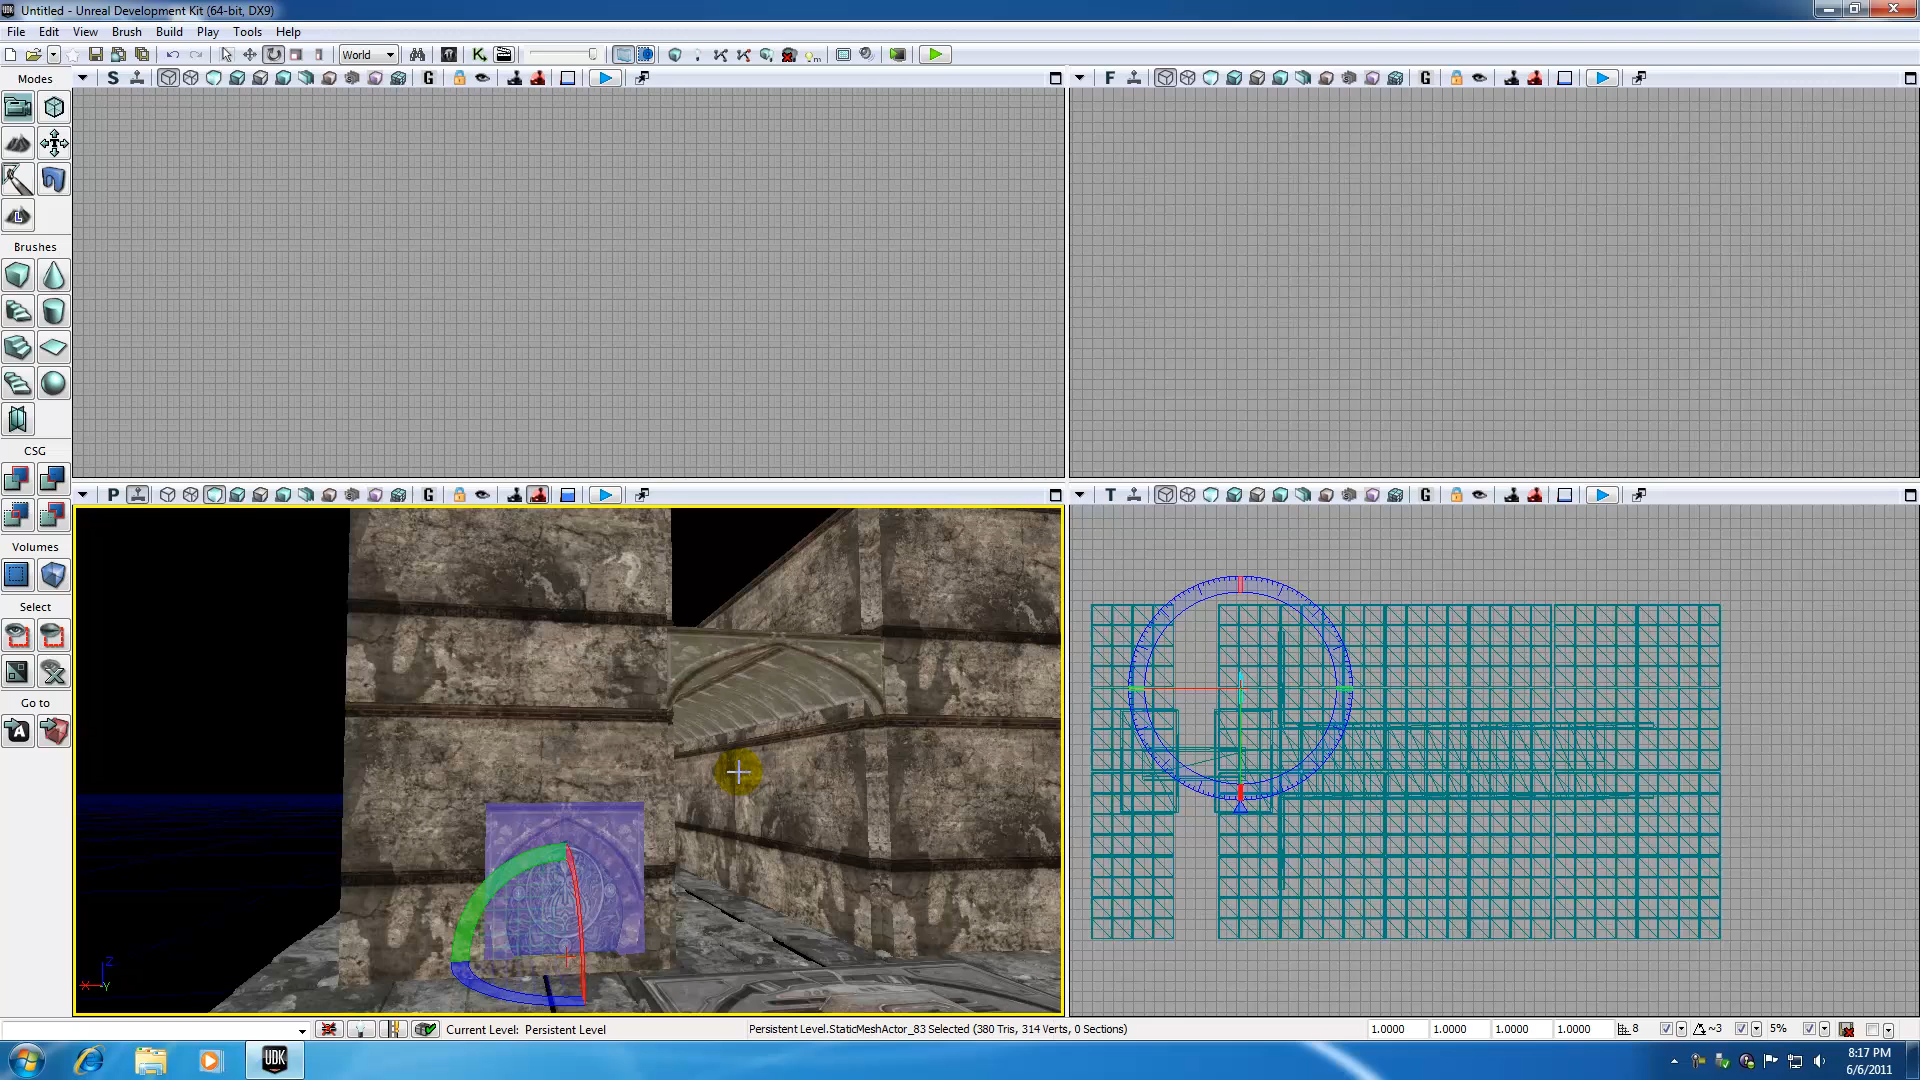 Untitled - Unreal Development Kit (64-bit, DX9)
File Edit View Brush Build Play Tools Help
World
Modes
S G
F G
Brushes
CSG
P G
T G
Volumes
Select
Go to
A
L
Z
X Y
Current Level: Persistent Level
Persistent Level.StaticMeshActor_83 Selected (380 Tris, 314 Verts, 0 Sections)
1.0000 1.0000 1.0000 1.0000 8 ~3 5%
UDK
8:17 PM
6/6/2011